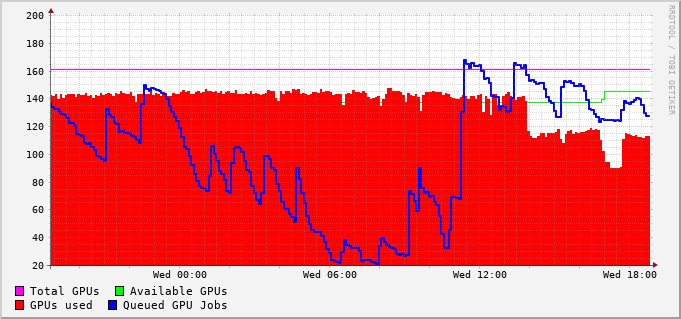 200
180
160
140
120
100
80
60
40
20
Wed 00:00 Wed 06:00 Wed 12:00 Wed 18:00
Total GPUs Available GPUs
GPUs used Queued GPU Jobs
RRDTOOL / TOBI OETIKER